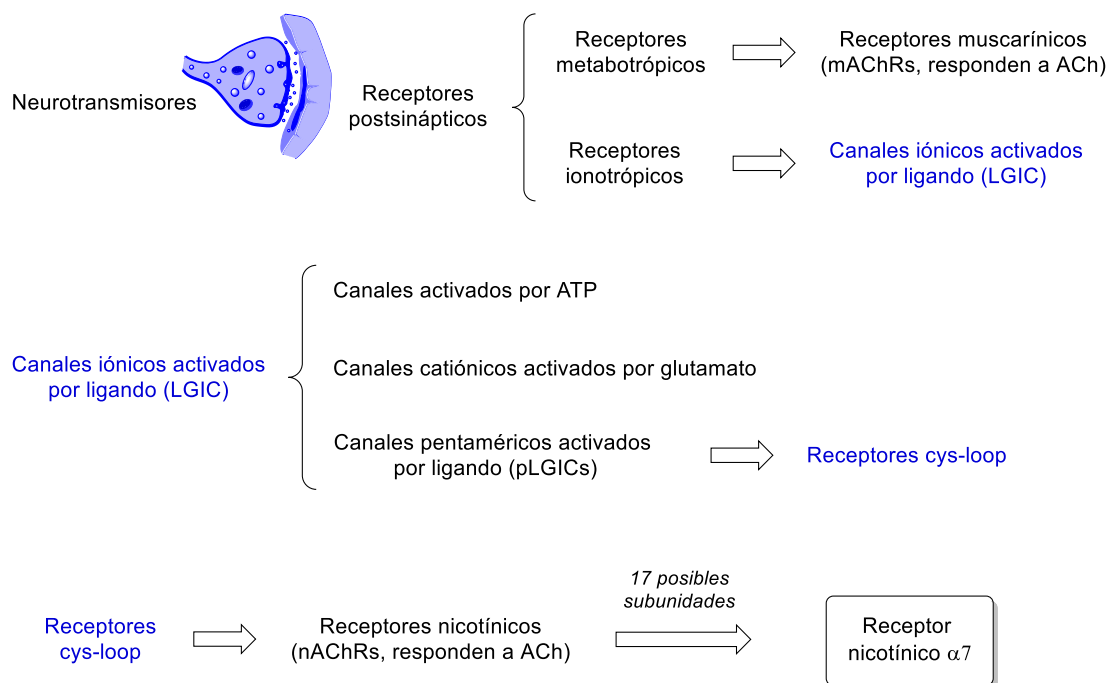 Neurotransmisores
Receptores
postsinápticos
Receptores
metabotrópicos
Receptores muscarínicos
(mAChRs, responden a ACh)
Receptores
ionotrópicos
Canales iónicos activados
por ligando (LGIC)
Canales iónicos activados
por ligando (LGIC)
Canales activados por ATP
Canales catiónicos activados por glutamato
Canales pentaméricos activados
por ligando (pLGICs)
Receptores cys-loop
Receptores
cys-loop
Receptores nicotínicos
(nAChRs, responden a ACh)
17 posibles
subunidades
Receptor
nicotínico α7